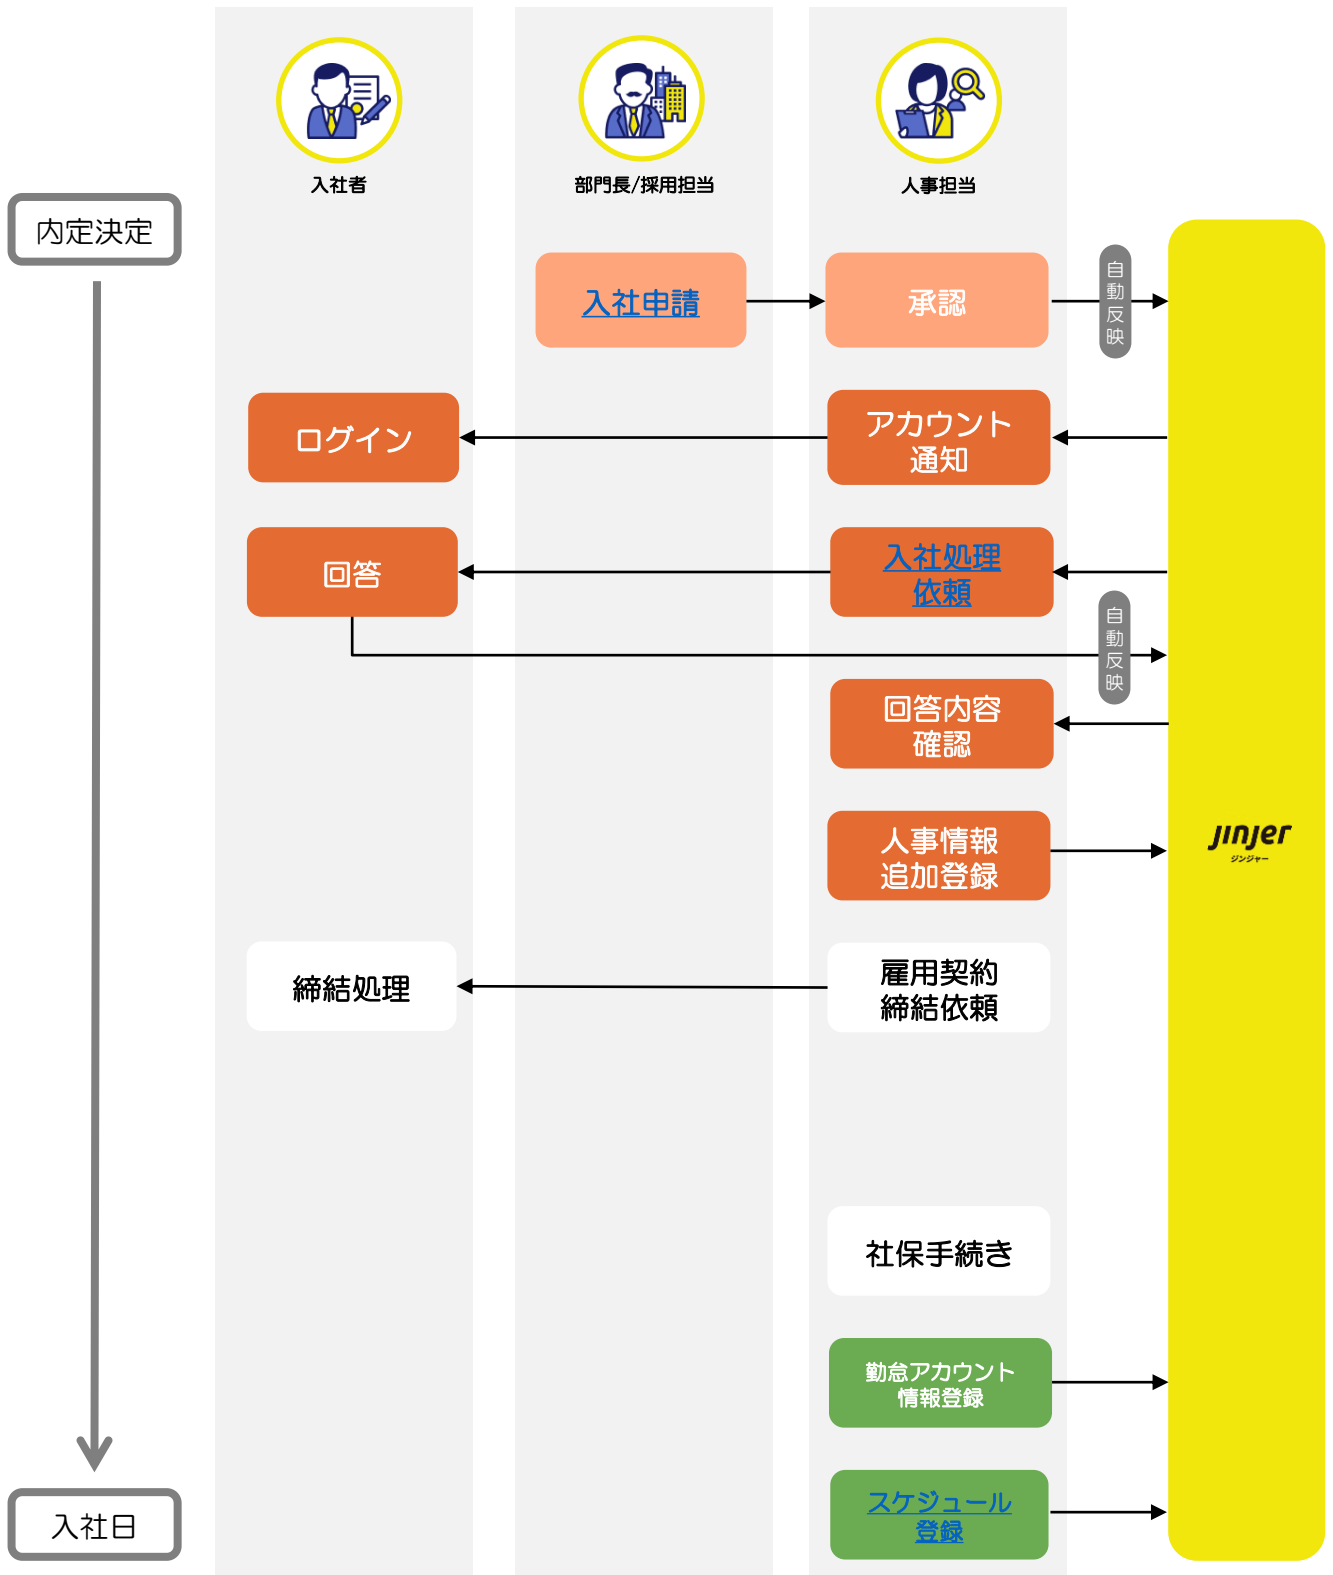 入社者
部門長/採用担当
人事担当
内定決定
入社申請
承認
自動反映
ログイン
アカウント
通知
回答
入社処理
依頼
自動反映
回答内容
確認
人事情報
追加登録
jinjer
ジンジャー
締結処理
雇用契約
締結依頼
社保手続き
勤怠アカウント
情報登録
スケジュール
登録
入社日